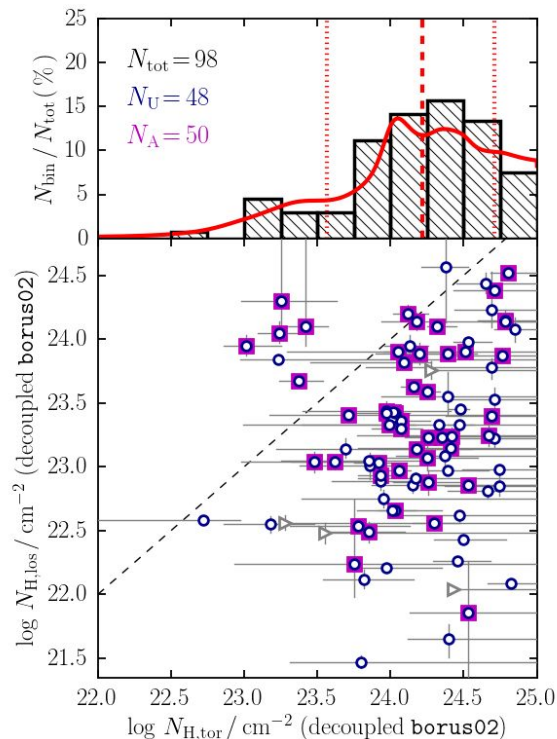 N_bin / N_tot (%)
25
20
15
10
5
0
N_tot = 98
N_U = 48
N_A = 50
log N_H,los / cm^−2 (decoupled borus02)
24.5
24.0
23.5
23.0
22.5
22.0
21.5
22.0 22.5 23.0 23.5 24.0 24.5 25.0
log N_H,tor / cm^−2 (decoupled borus02)